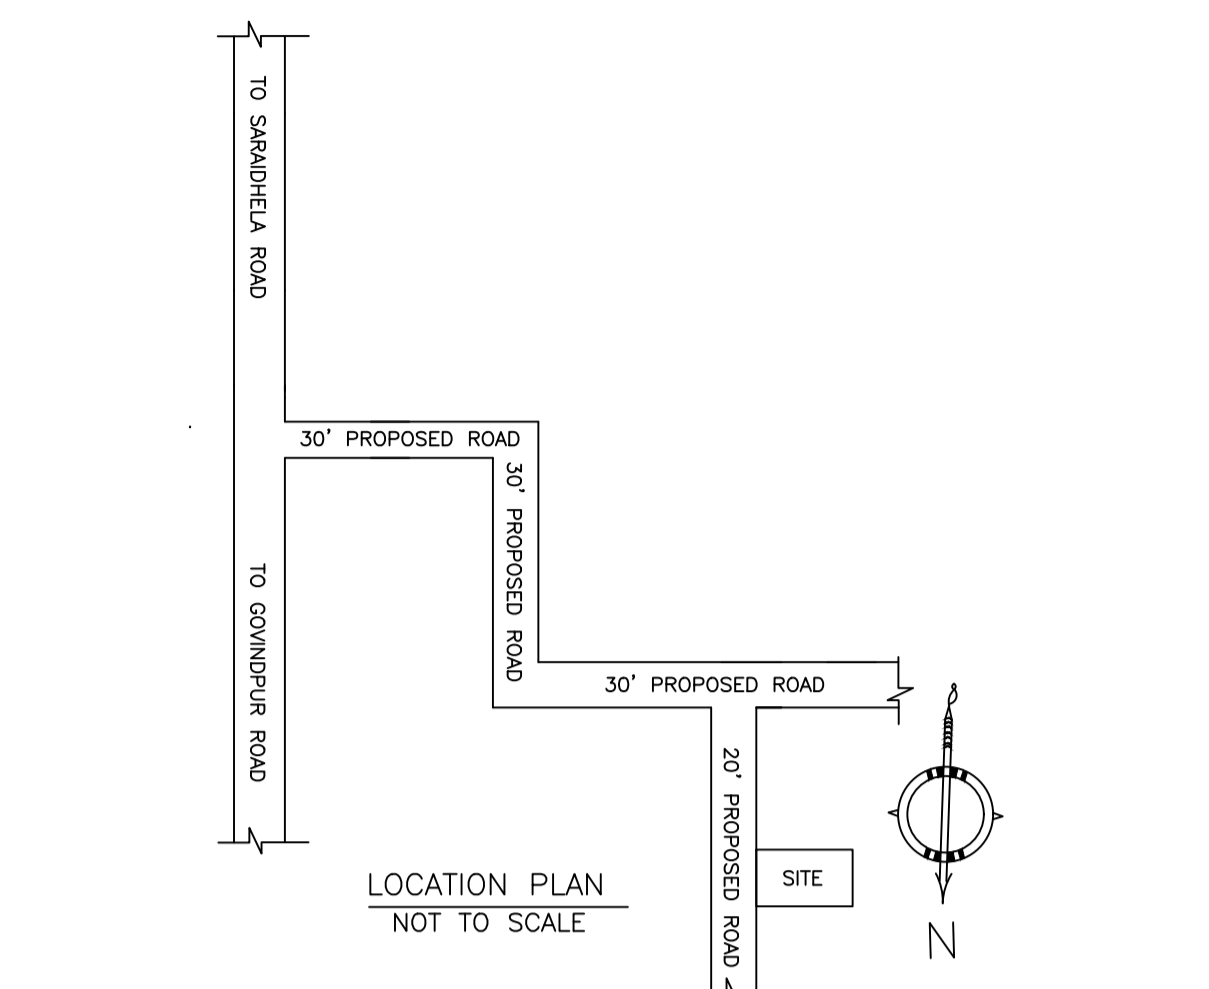 TO SARAIDHELA ROAD
30' PROPOSED ROAD
30' PROPOSED ROAD
TO GOVINDPUR ROAD
30' PROPOSED ROAD
20' PROPOSED ROAD
SITE
LOCATION PLAN
NOT TO SCALE
N